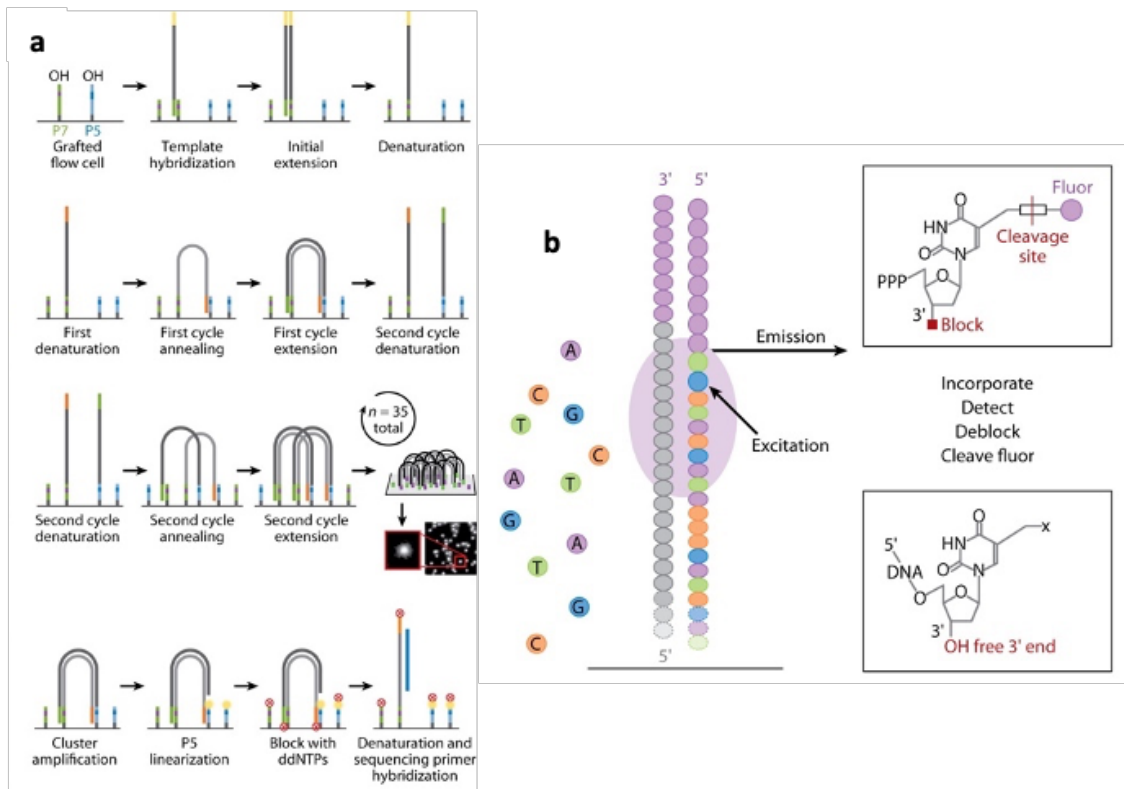 a
OH OH
P7 P5
Grafted
flow cell
Template
hybridization
Initial
extension
Denaturation
First
denaturation
First cycle
annealing
First cycle
extension
Second cycle
denaturation
n = 35
total
Second cycle
denaturation
Second cycle
annealing
Second cycle
extension
Cluster
amplification
P5
linearization
Block with
ddNTPs
Denaturation and
sequencing primer
hybridization
b
3' 5'
A
C
G
T
C
A
T
G
A
T
G
C
5'
Emission
Excitation
Fluor
O
HN
Cleavage
site
O
N
PPP
O
3'
Block
Incorporate
Detect
Deblock
Cleave fluor
O
x
HN
5'
O
N
DNA
O
O
3'
OH free 3' end